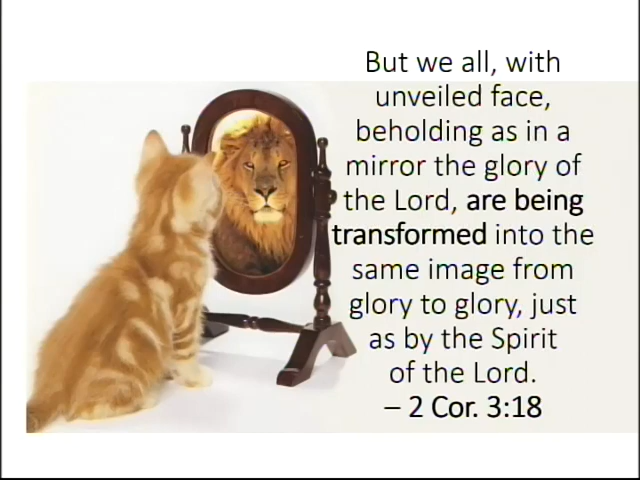 But we all, with
unveiled face,
beholding as in a
mirror the glory of
the Lord, are being
transformed into the
same image from
glory to glory, just
as by the Spirit
of the Lord.
– 2 Cor. 3:18